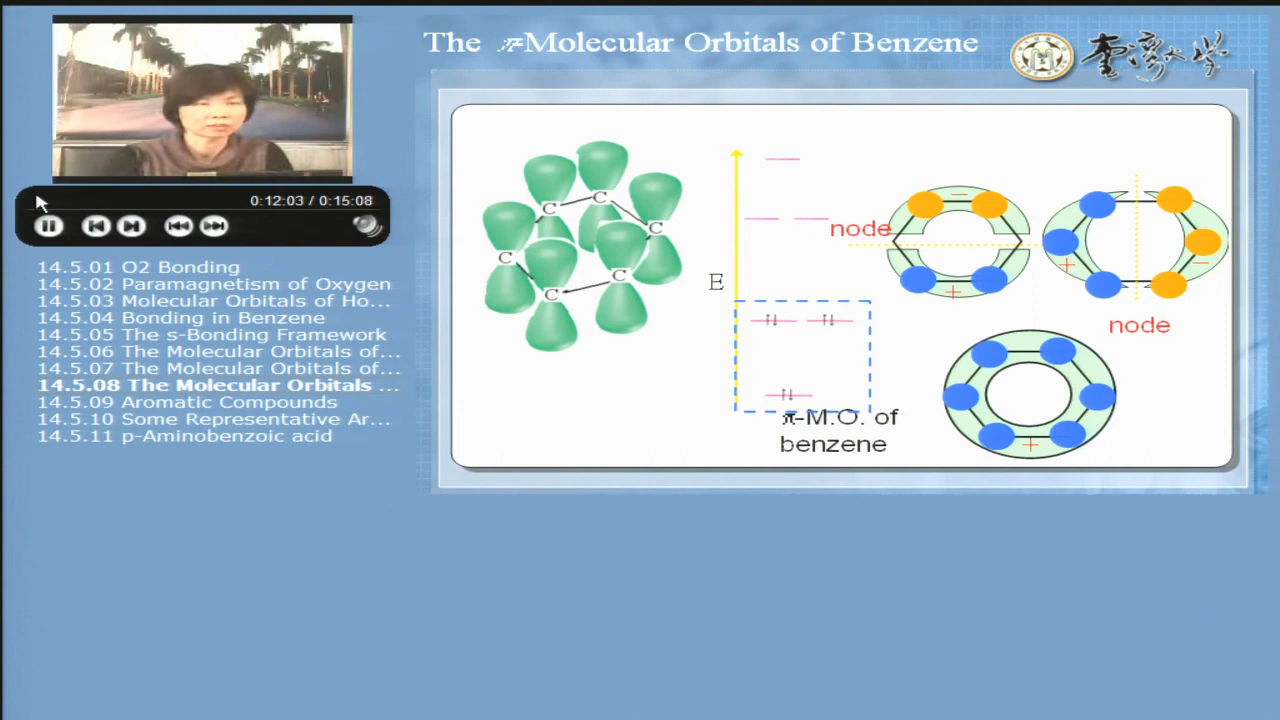 The π-Molecular Orbitals of Benzene
臺灣大學
0:12:03 / 0:15:08
14.5.01 O2 Bonding
14.5.02 Paramagnetism of Oxygen
14.5.03 Molecular Orbitals of Ho...
14.5.04 Bonding in Benzene
14.5.05 The s-Bonding Framework
14.5.06 The Molecular Orbitals of...
14.5.07 The Molecular Orbitals of...
14.5.08 The Molecular Orbitals ...
14.5.09 Aromatic Compounds
14.5.10 Some Representative Ar...
14.5.11 p-Aminobenzoic acid
C
C
C
C
C
C
E
node
−
+
+
−
node
+
π-M.O. of
benzene